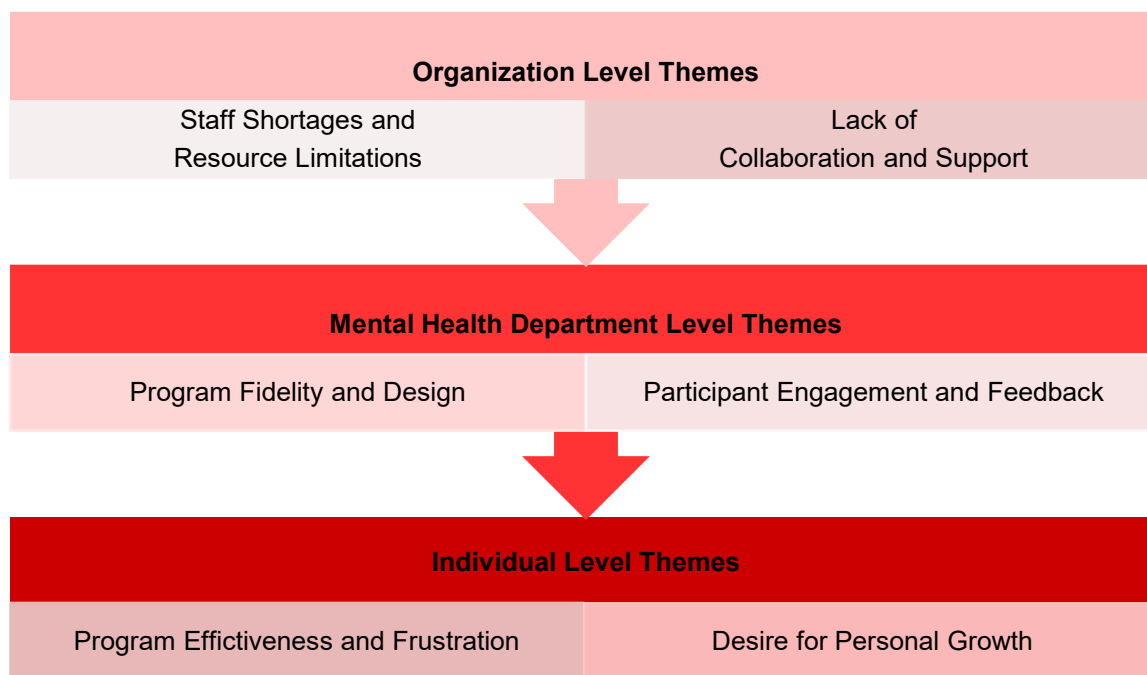 Organization Level Themes
Staff Shortages and
Resource Limitations
Lack of
Collaboration and Support
Mental Health Department Level Themes
Program Fidelity and Design
Participant Engagement and Feedback
Individual Level Themes
Program Effictiveness and Frustration
Desire for Personal Growth